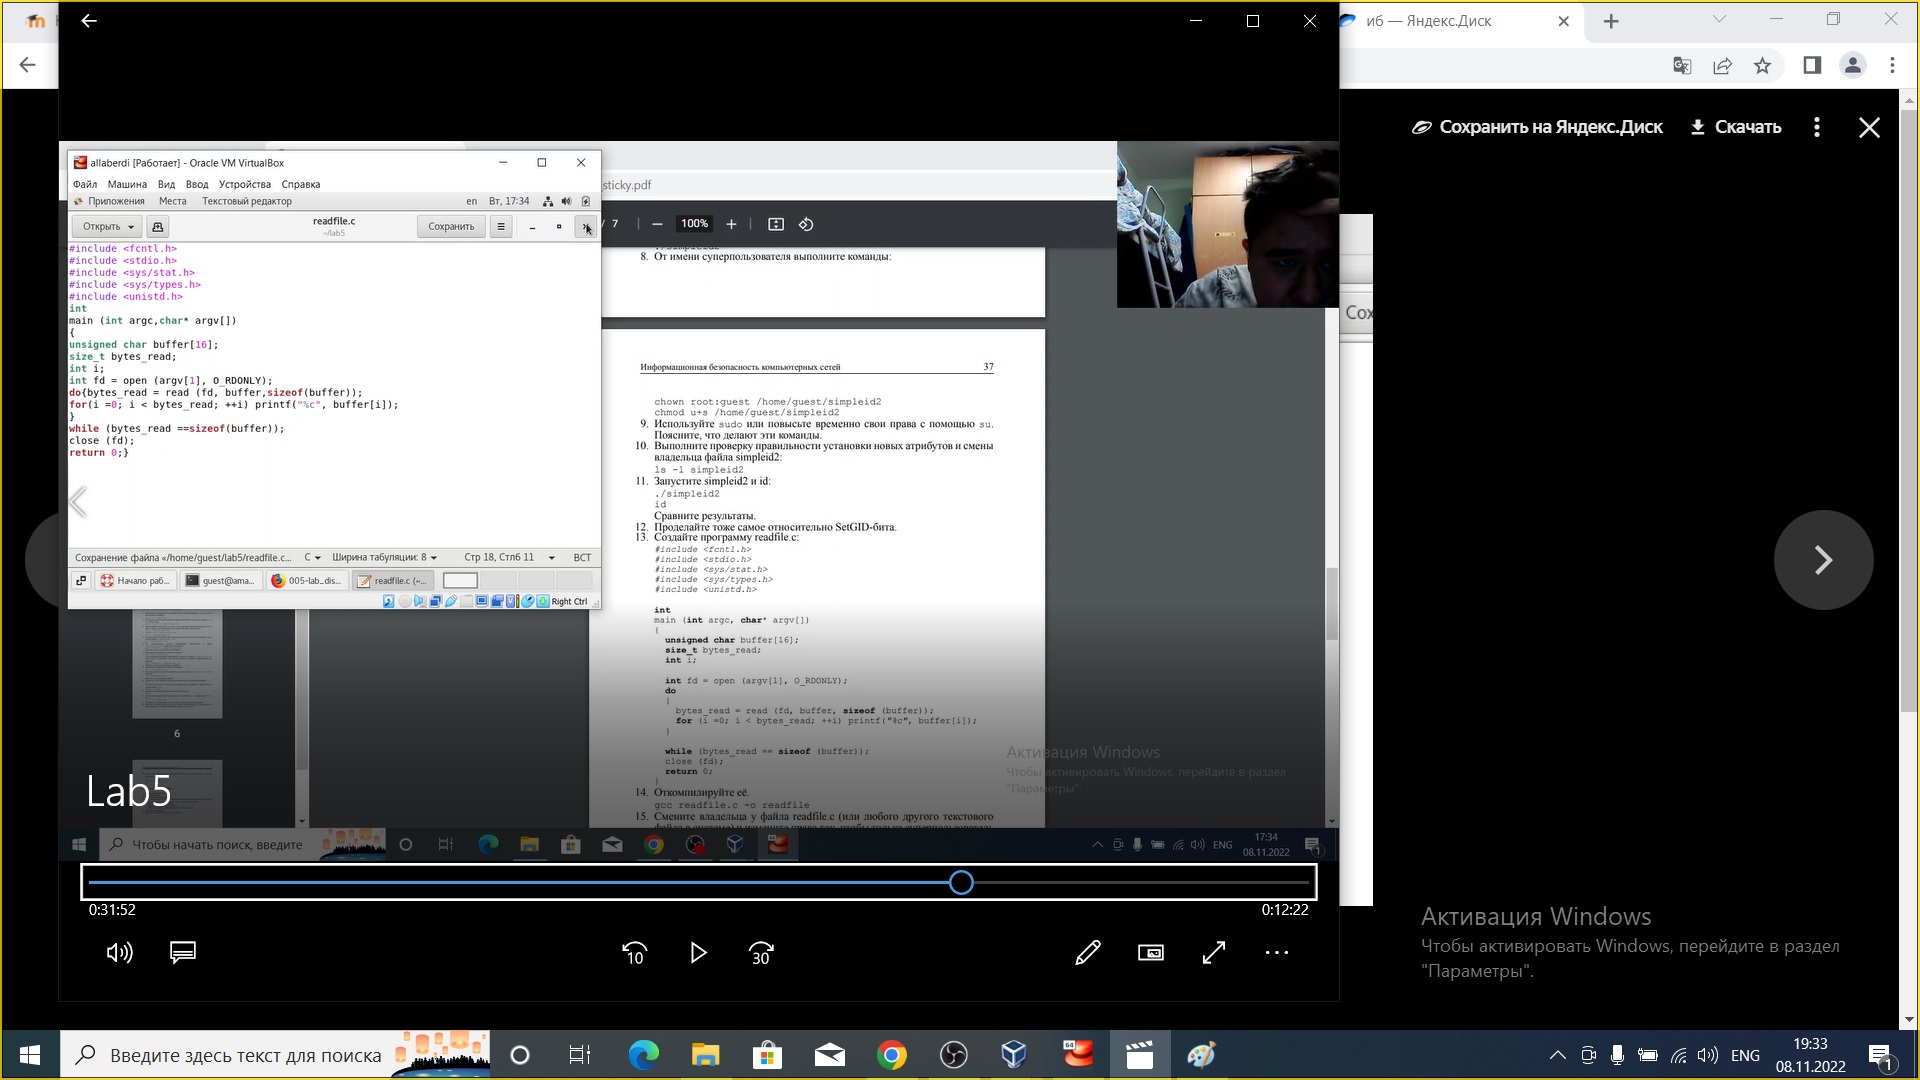 иб — Яндекс.Диск
Сохранить на Яндекс.Диск
Скачать
allaberdi [Работает] - Oracle VM VirtualBox
Файл Машина Вид Ввод Устройства Справка
Приложения Места Текстовый редактор en Вт, 17:34
Открыть readfile.c Сохранить
~/lab5
#include <fcntl.h>
#include <stdio.h>
#include <sys/stat.h>
#include <sys/types.h>
#include <unistd.h>
int
main (int argc,char* argv[])
{
unsigned char buffer[16];
size_t bytes_read;
int i;
int fd = open (argv[1], O_RDONLY);
do{bytes_read = read (fd, buffer,sizeof(buffer));
for(i =0; i < bytes_read; ++i) printf("%c", buffer[i]);
}
while (bytes_read ==sizeof(buffer));
close (fd);
return 0;}
Сохранение файла «/home/guest/lab5/readfile.c... C Ширина табуляции: 8 Стр 18, Стлб 11 ВСТ
Начало раб... guest@ama... 005-lab_dis... readfile.c (~...
Right Ctrl
sticky.pdf
/ 7 100%
8. От имени суперпользователя выполните команды:
Информационная безопасность компьютерных сетей 37
chown root:guest /home/guest/simpleid2
chmod u+s /home/guest/simpleid2
9. Используйте sudo или повысьте временно свои права с помощью su.
Поясните, что делают эти команды.
10. Выполните проверку правильности установки новых атрибутов и смены
владельца файла simpleid2:
ls -l simpleid2
11. Запустите simpleid2 и id:
./simpleid2
id
Сравните результаты.
12. Проделайте тоже самое относительно SetGID-бита.
13. Создайте программу readfile.c:
#include <fcntl.h>
#include <stdio.h>
#include <sys/stat.h>
#include <sys/types.h>
#include <unistd.h>
int
main (int argc, char* argv[])
{
unsigned char buffer[16];
size_t bytes_read;
int i;
int fd = open (argv[1], O_RDONLY);
do
{
bytes_read = read (fd, buffer, sizeof (buffer));
for (i =0; i < bytes_read; ++i) printf("%c", buffer[i]);
}
while (bytes_read == sizeof (buffer));
close (fd);
return 0;
}
14. Откомпилируйте её.
gcc readfile.c -o readfile
15. Смените владельца у файла readfile.c (или любого другого текстового
6
Активация Windows
Чтобы активировать Windows, перейдите в раздел
"Параметры".
Lab5
Чтобы начать поиск, введите
ENG
17:34
08.11.2022
1
0:31:52
0:12:22
10
30
Сох
Активация Windows
Чтобы активировать Windows, перейдите в раздел
"Параметры".
Введите здесь текст для поиска
64
ENG
19:33
08.11.2022
1